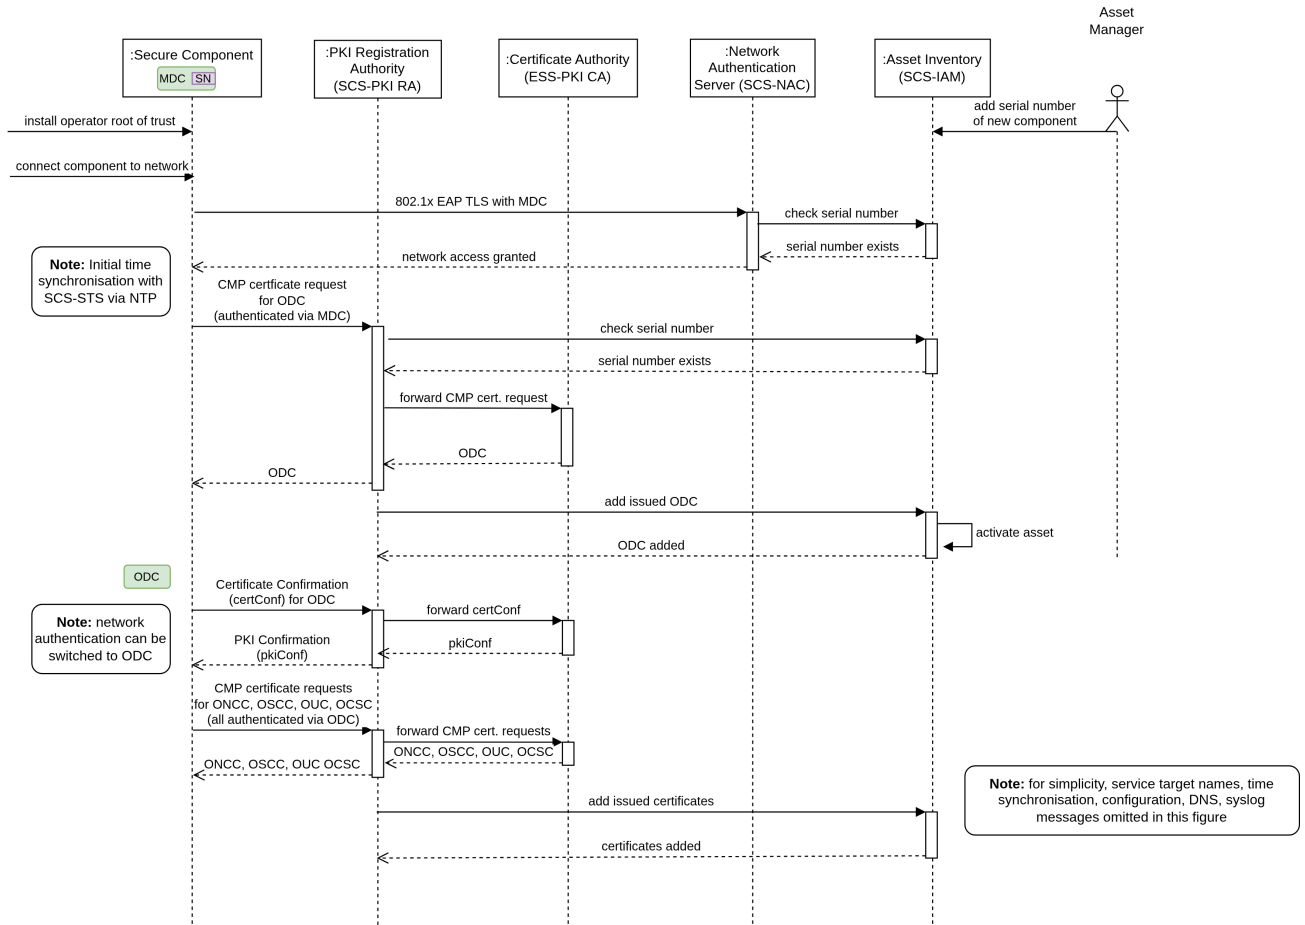 Asset
Manager
:Secure Component
MDC SN
:PKI Registration
Authority
(SCS-PKI RA)
:Certificate Authority
(ESS-PKI CA)
:Network
Authentication
Server (SCS-NAC)
:Asset Inventory
(SCS-IAM)
add serial number
of new component
install operator root of trust
connect component to network
802.1x EAP TLS with MDC
check serial number
serial number exists
network access granted
Note: Initial time
synchronisation with
SCS-STS via NTP
CMP certficate request
for ODC
(authenticated via MDC)
check serial number
serial number exists
forward CMP cert. request
ODC
ODC
add issued ODC
activate asset
ODC added
ODC
Certificate Confirmation
(certConf) for ODC
forward certConf
Note: network
authentication can be
switched to ODC
PKI Confirmation
(pkiConf)
pkiConf
CMP certificate requests
for ONCC, OSCC, OUC, OCSC
(all authenticated via ODC)
forward CMP cert. requests
ONCC, OSCC, OUC, OCSC
ONCC, OSCC, OUC OCSC
Note: for simplicity, service target names, time
synchronisation, configuration, DNS, syslog
messages omitted in this figure
add issued certificates
certificates added